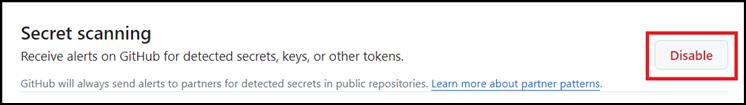 Secret scanning
Receive alerts on GitHub for detected secrets, keys, or other tokens.
Disable
GitHub will always send alerts to partners for detected secrets in public repositories. Learn more about partner patterns.